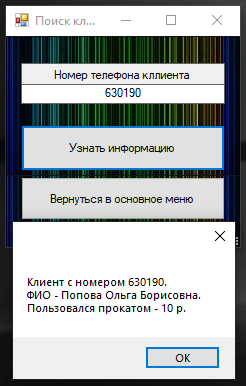 Поиск кл...
Номер телефона кллиента
630190
Узнать информацию
Вернуться в основное меню
Клиент с номером 630190.
ФИО - Попова Ольга Борисовна.
Пользовался прокатом - 10 р.
OK